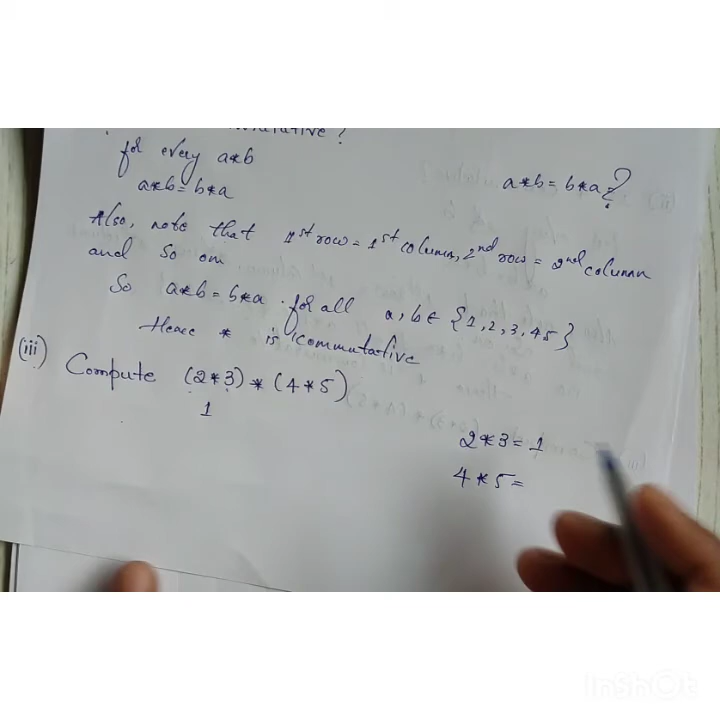 for every a*b
a*b=b*a
a*b=b*a?
Also, note that 1st row = 1st column, 2nd row = 2nd column
and so on
So a*b = b*a for all a, b ∈ {1,2,3,4 5}
Hence * is commutative
(iii) Compute (2*3) * (4*5)
1
2*3=1
4*5=
InShOt